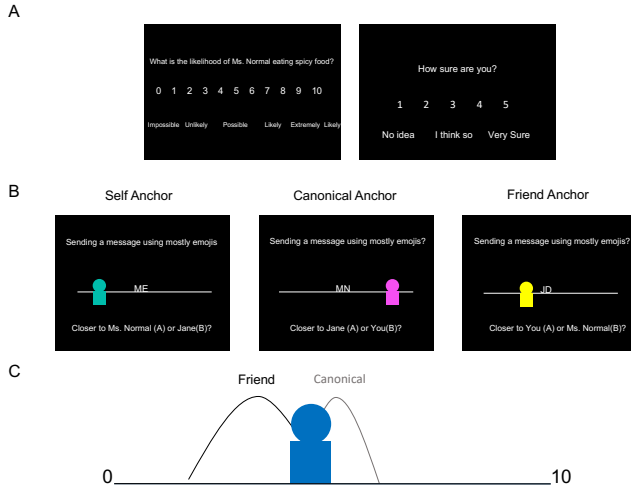 A
What is the likelihood of Ms. Normal eating spicy food?
0 1 2 3 4 5 6 7 8 9 10
Impossible Unlikely Possible Likely Extremely Likely
How sure are you?
1 2 3 4 5
No idea I think so Very Sure
B
Self Anchor
Canonical Anchor
Friend Anchor
Sending a message using mostly emojis
ME
Closer to Ms. Normal (A) or Jane(B)?
Sending a message using mostly emojis?
MN
Closer to Jane (A) or You(B)?
Sending a message using mostly emojis?
JD
Closer to You (A) or Ms. Normal(B)?
C
Friend
Canonical
0
10